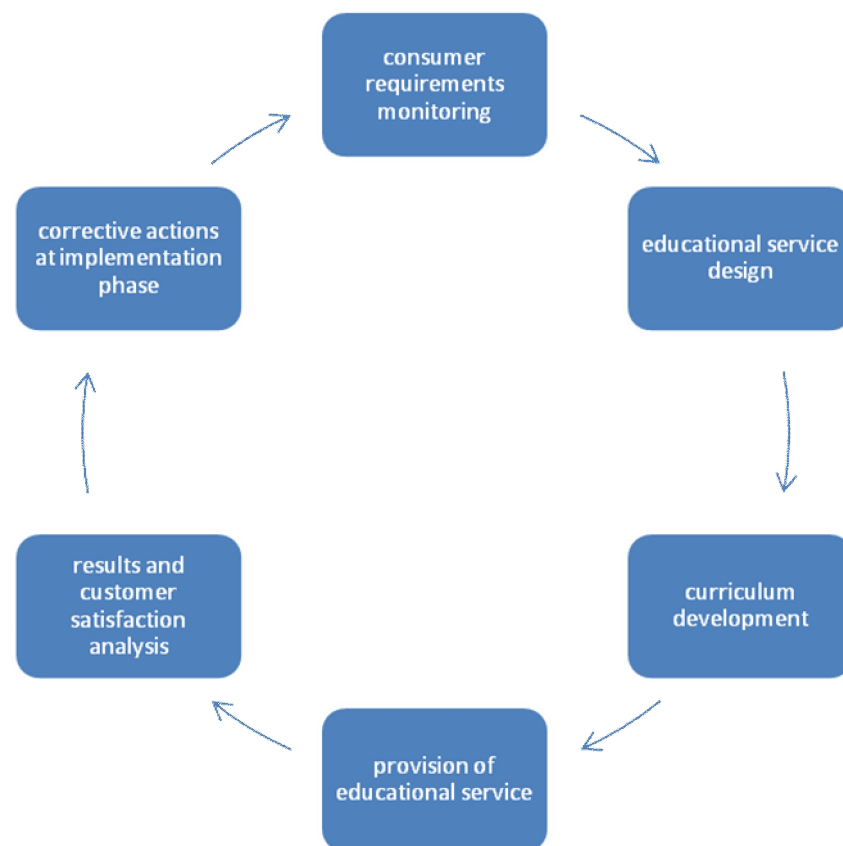 consumer
requirements
monitoring
educational service
design
curriculum
development
provision of
educational service
results and
customer
satisfaction
analysis
corrective actions
at implementation
phase